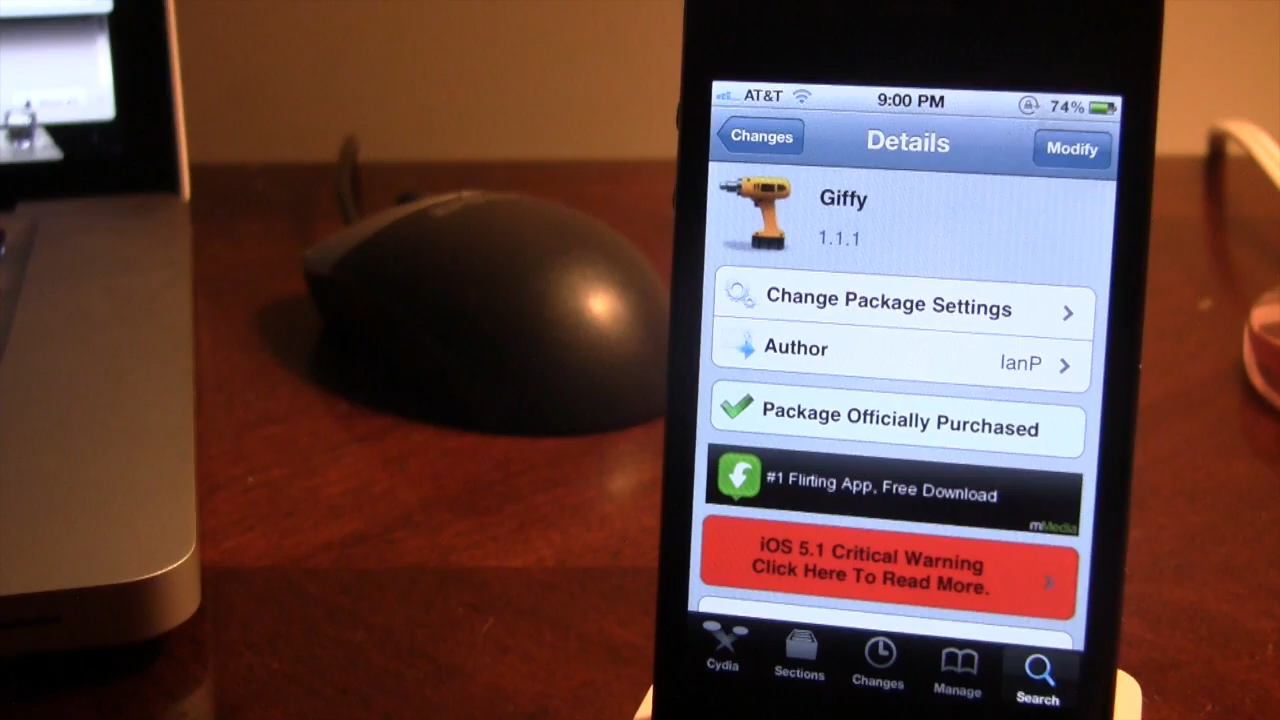 AT&T 9:00 PM 74%
Changes Details Modify
Giffy
1.1.1
Change Package Settings
Author IanP
Package Officially Purchased
#1 Flirting App, Free Download
mMedia
iOS 5.1 Critical Warning
Click Here To Read More.
Cydia Sections Changes Manage Search